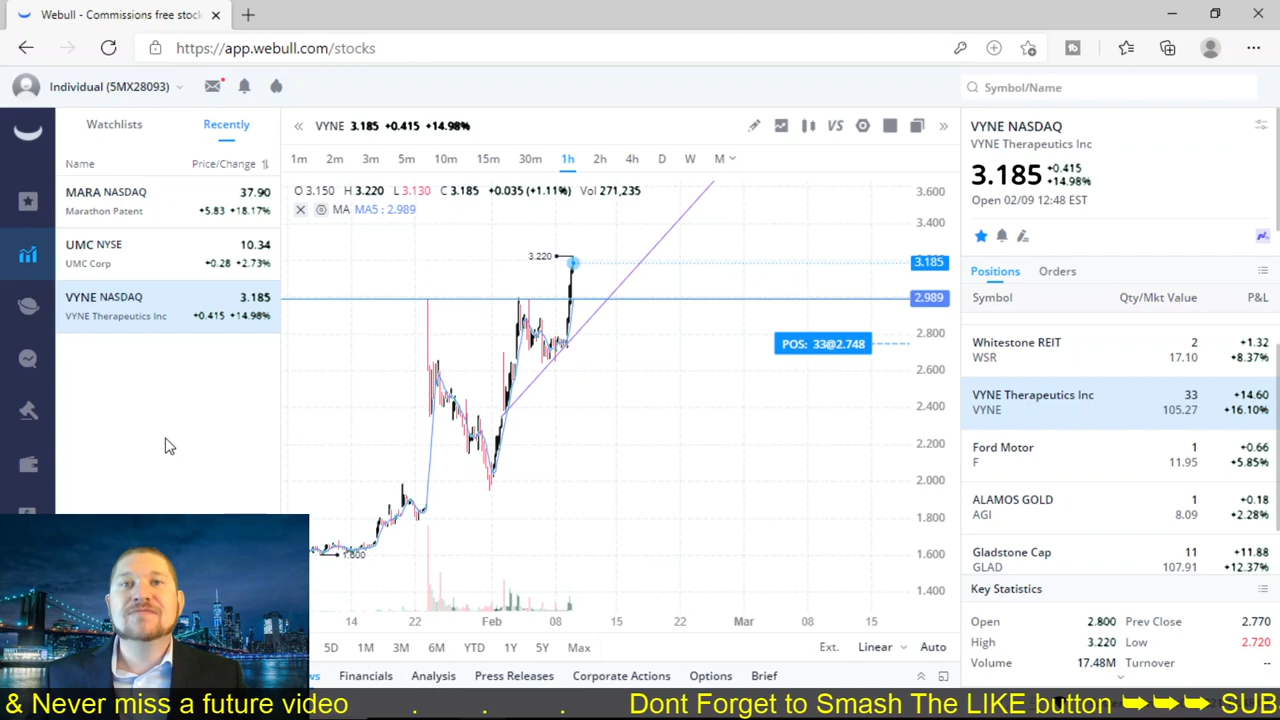 Webull - Commissions free stock
https://app.webull.com/stocks
Individual (5MX28093)
Symbol/Name
Watchlists
Recently
Name
Price/Change
MARA NASDAQ
37.90
Marathon Patent
+5.83 +18.17%
UMC NYSE
10.34
UMC Corp
+0.28 +2.73%
VYNE NASDAQ
3.185
VYNE Therapeutics Inc
+0.415 +14.98%
VYNE 3.185 +0.415 +14.98%
VS
1m 2m 3m 5m 10m 15m 30m 1h 2h 4h D W M
O 3.150 H 3.220 L 3.130 C 3.185 +0.035 (+1.11%) Vol 271,235
MA MA5 : 2.989
3.600
3.400
3.220
3.185
2.989
2.800
POS: 33@2.748
2.600
2.400
2.200
2.000
1.800
1.600
1.400
14 22 Feb 08 15 22 Mar 08 15
5D 1M 3M 6M YTD 1Y 5Y Max
Ext. Linear Auto
Financials Analysis Press Releases Corporate Actions Options Brief
VYNE NASDAQ
VYNE Therapeutics Inc
3.185 +0.415
+14.98%
Open 02/09 12:48 EST
Positions Orders
Symbol Qty/Mkt Value P&L
Whitestone REIT 2 +1.32
WSR 17.10 +8.37%
VYNE Therapeutics Inc 33 +14.60
VYNE 105.27 +16.10%
Ford Motor 1 +0.66
F 11.95 +5.85%
ALAMOS GOLD 1 +0.18
AGI 8.09 +2.28%
Gladstone Cap 11 +11.88
GLAD 107.91 +12.37%
Key Statistics
Open 2.800 Prev Close 2.770
High 3.220 Low 2.720
Volume 17.48M Turnover --
& Never miss a future video . . . Dont Forget to Smash The LIKE button ➥➥➥ SUB